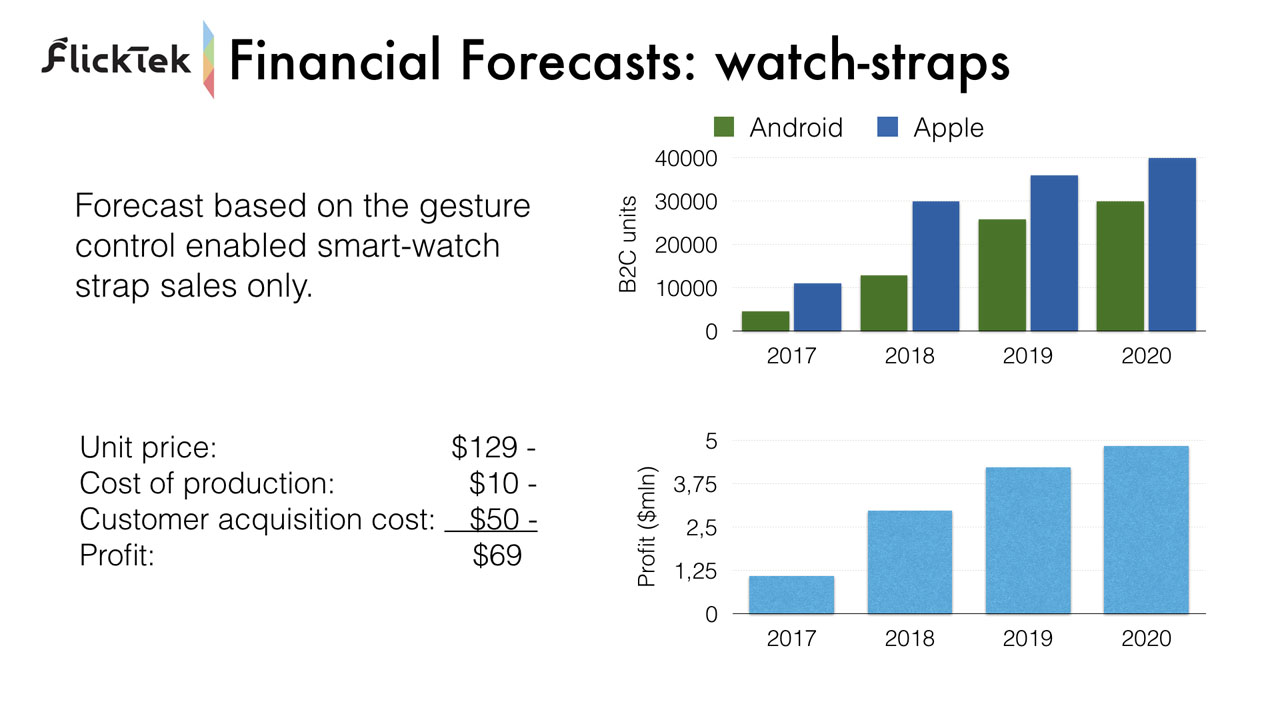 FlickTek
Financial Forecasts: watch-straps
Forecast based on the gesture
control enabled smart-watch
strap sales only.
Unit price: $129 -
Cost of production: $10 -
Customer acquisition cost: $50 -
Profit: $69
Android Apple
B2C units
40000
30000
20000
10000
0
2017 2018 2019 2020
Profit ($mln)
5
3,75
2,5
1,25
0
2017 2018 2019 2020